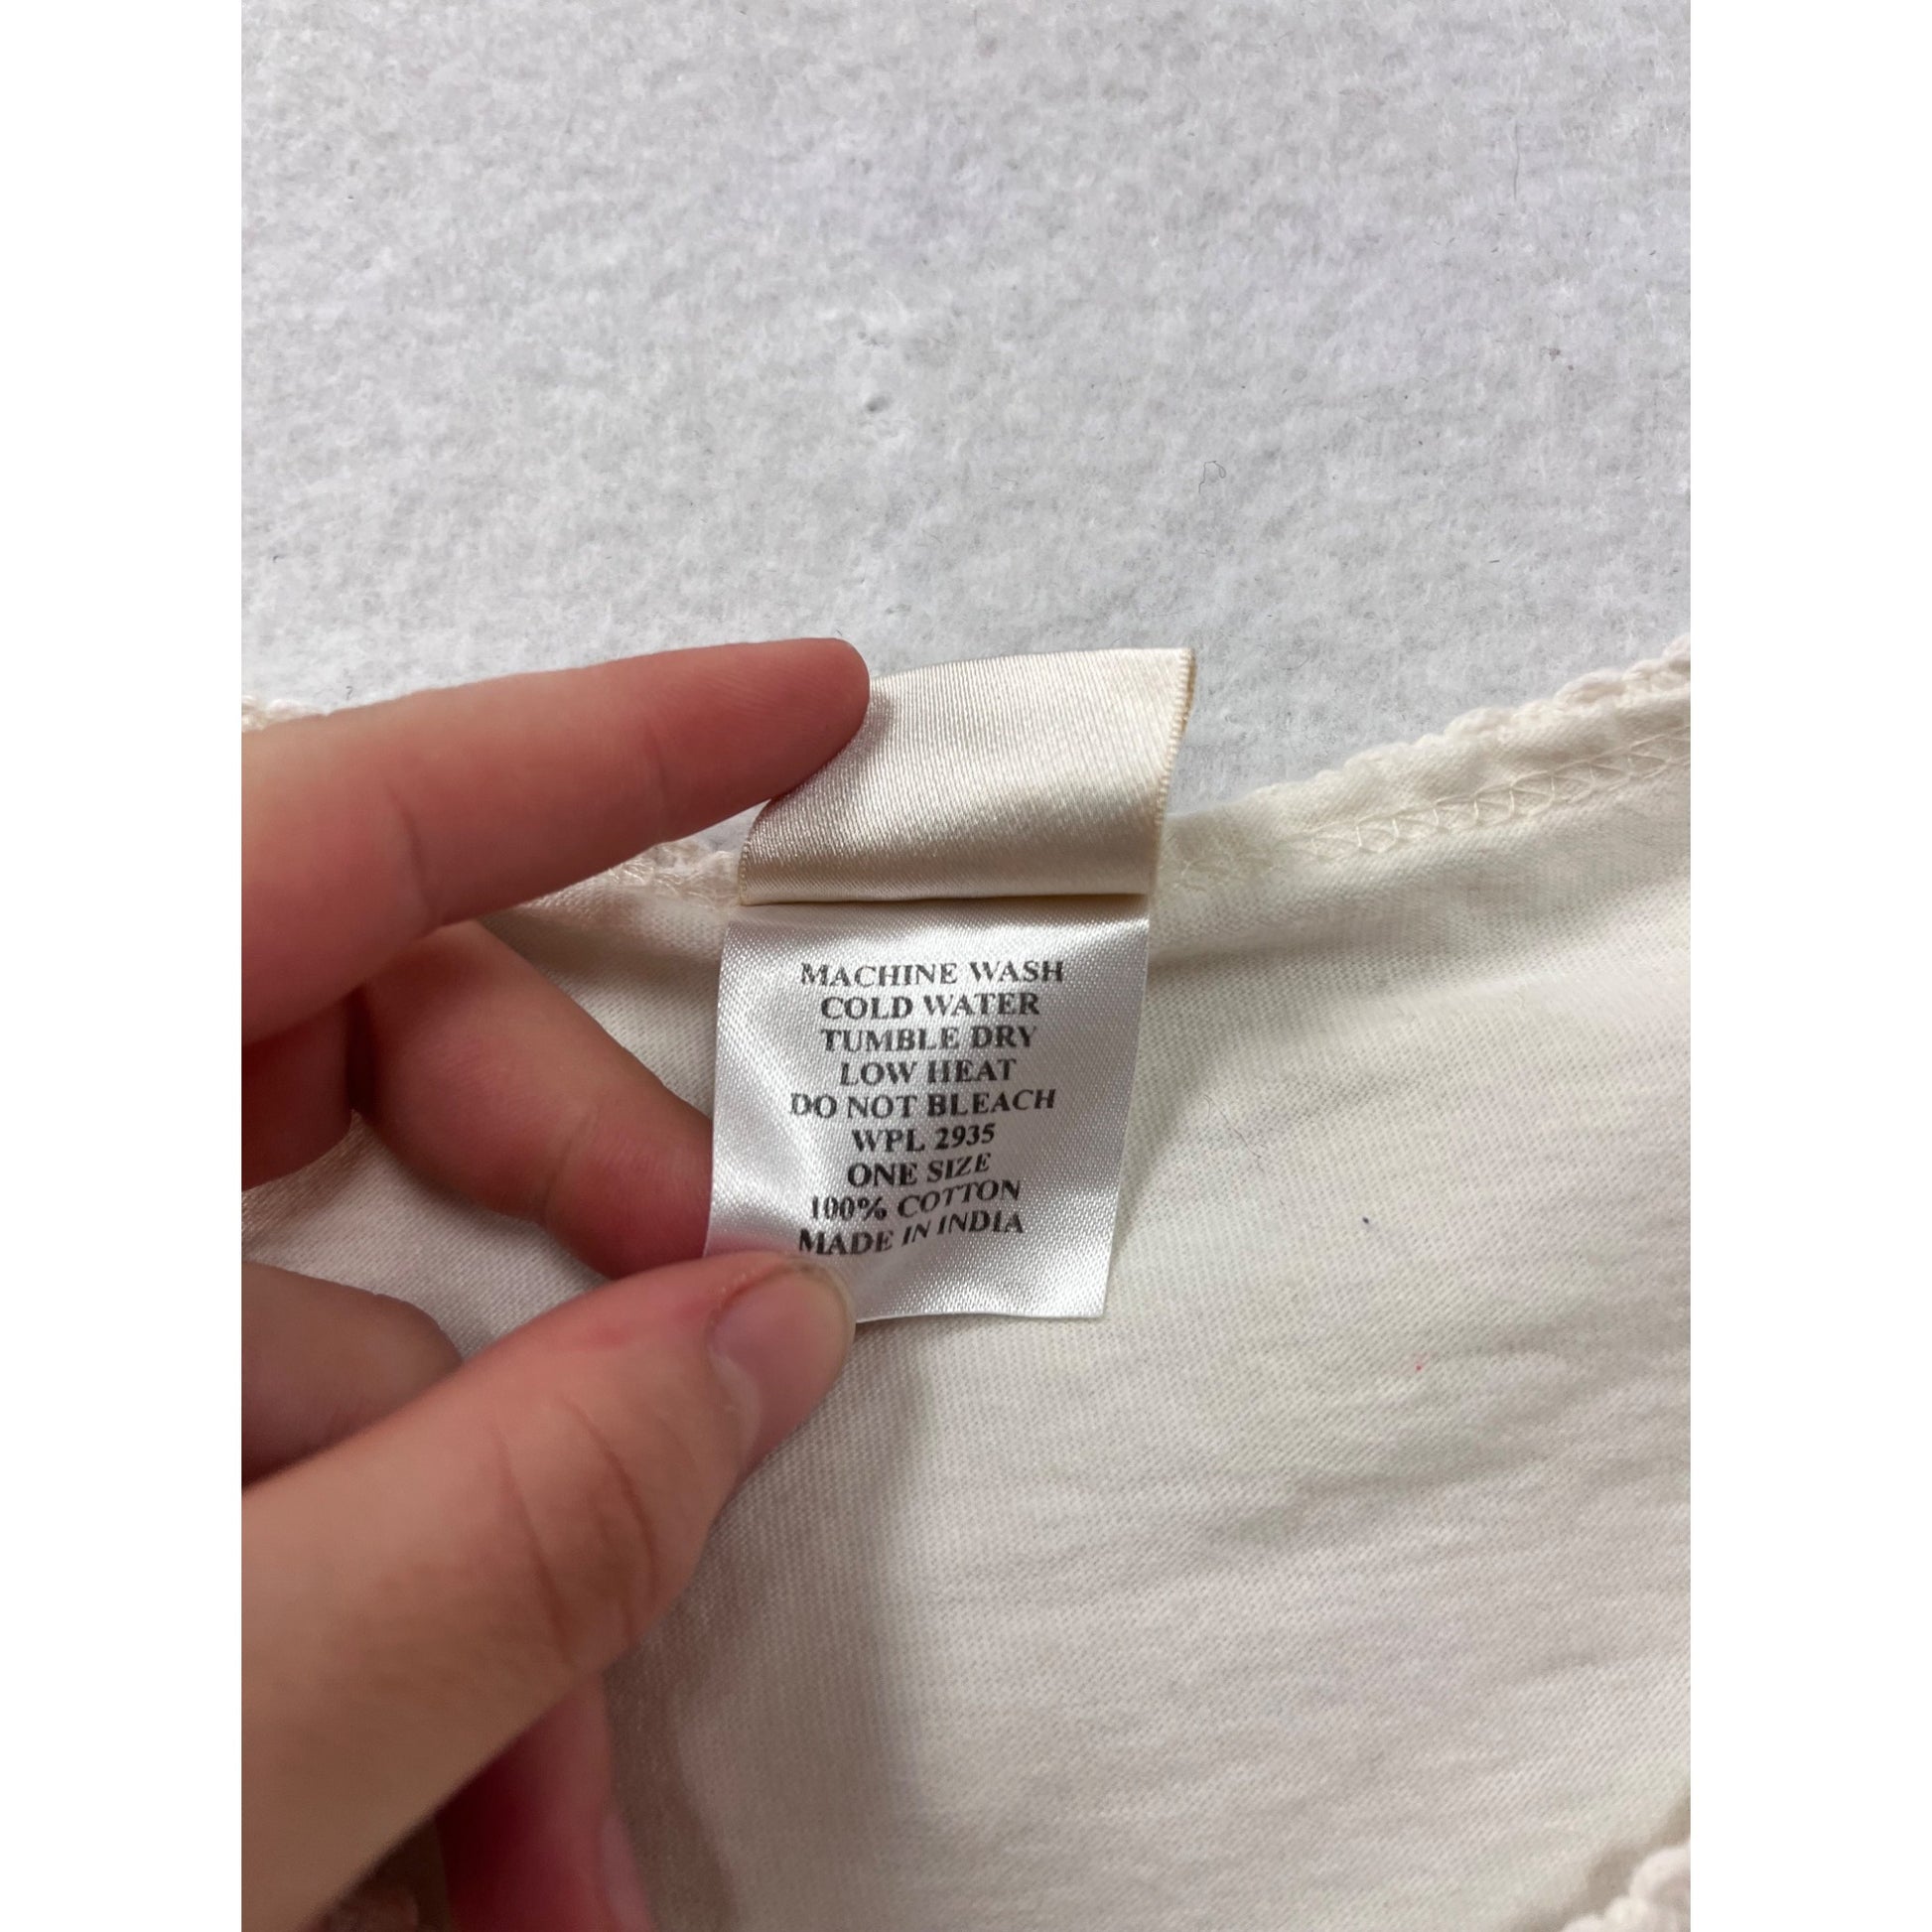 MACHINE WASH
COLD WATER
TUMBLE DRY
LOW HEAT
DO NOT BLEACH
WPL 2935
ONE SIZE
100% COTTON
MADE IN INDIA